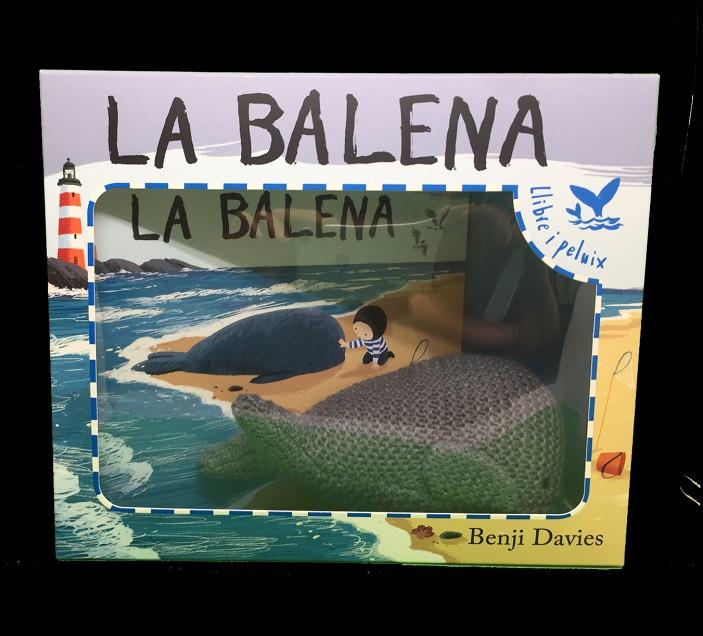 LA BALENA
Llibre i peluix
LA BALENA
Benji Davies